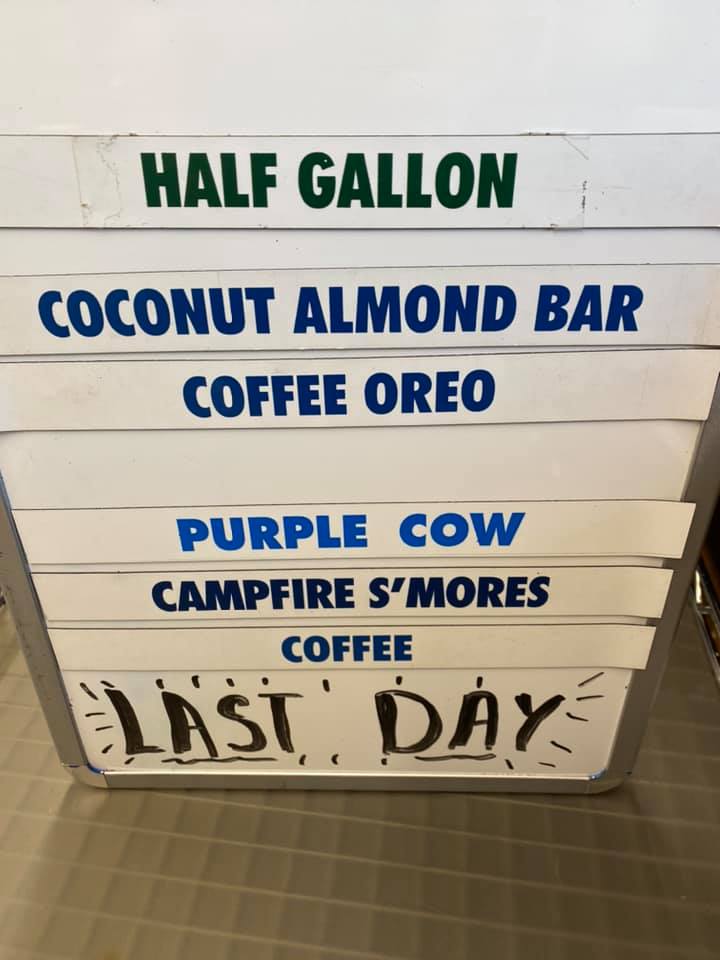 HALF GALLON
COCONUT ALMOND BAR
COFFEE OREO
PURPLE COW
CAMPFIRE S'MORES
COFFEE
LAST DAY